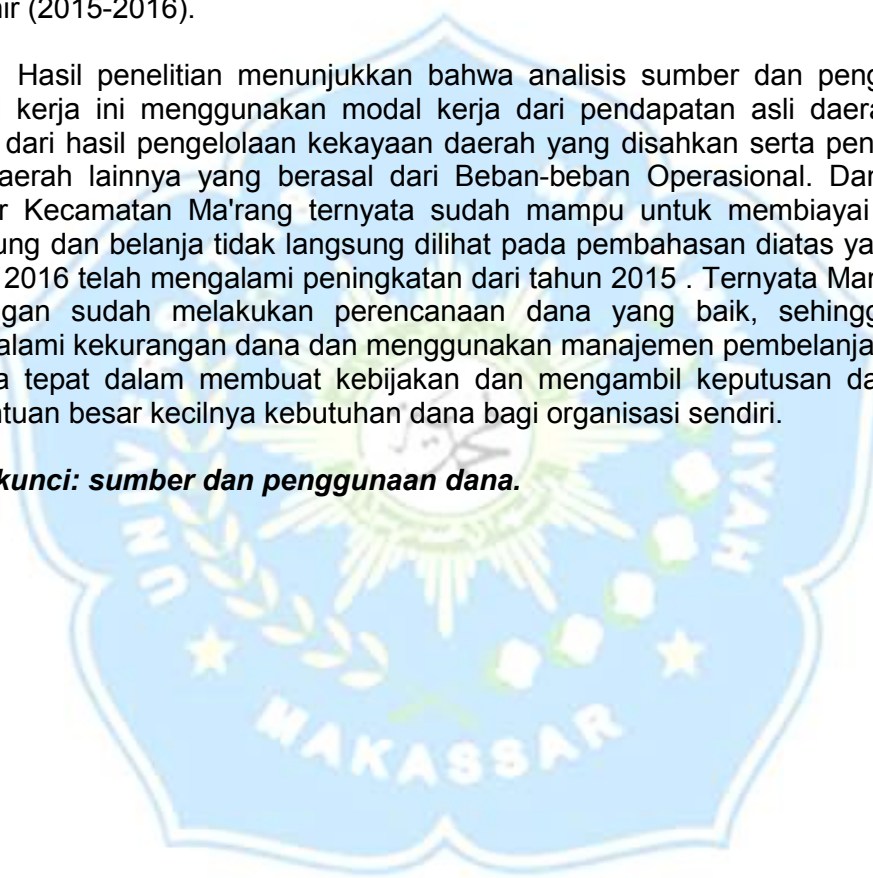 ir (2015-2016).
Hasil penelitian menunjukkan bahwa analisis sumber dan peng
kerja ini menggunakan modal kerja dari pendapatan asli daera
dari hasil pengelolaan kekayaan daerah yang disahkan serta pen
aerah lainnya yang berasal dari Beban-beban Operasional. Dar
r Kecamatan Ma'rang ternyata sudah mampu untuk membiayai
ung dan belanja tidak langsung dilihat pada pembahasan diatas ya
2016 telah mengalami peningkatan dari tahun 2015 . Ternyata Man
ngan sudah melakukan perencanaan dana yang baik, sehingg
alami kekurangan dana dan menggunakan manajemen pembelanja
a tepat dalam membuat kebijakan dan mengambil keputusan da
ntuan besar kecilnya kebutuhan dana bagi organisasi sendiri.
kunci: sumber dan penggunaan dana.
MAKASSAR